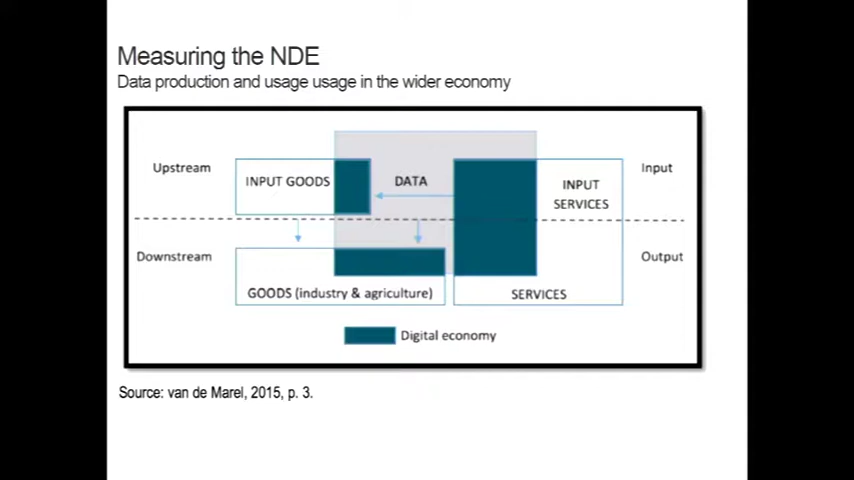 Measuring the NDE
Data production and usage usage in the wider economy
Upstream
INPUT GOODS
DATA
INPUT
SERVICES
Input
Downstream
GOODS (industry & agriculture)
SERVICES
Output
Digital economy
Source: van de Marel, 2015, p. 3.